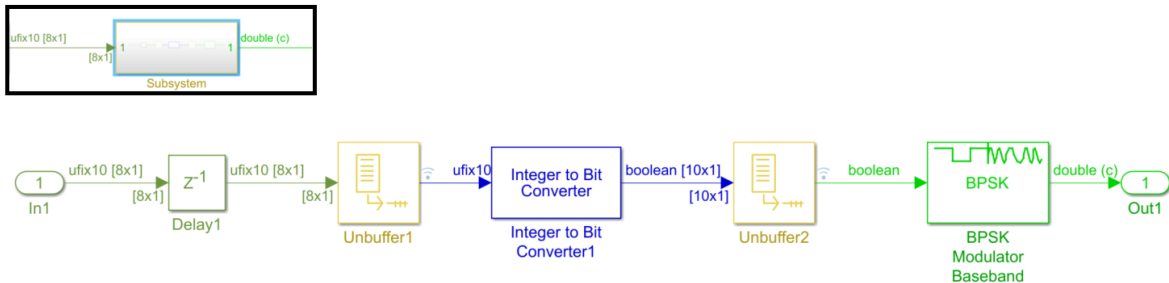 ufix10 [8x1]
[8x1]
1
1
double (c)
Subsystem
1
In1
ufix10 [8x1]
[8x1]
Z-1
Delay1
ufix10 [8x1]
[8x1]
Unbuffer1
ufix10
Integer to Bit
Converter
Integer to Bit
Converter1
boolean [10x1]
[10x1]
Unbuffer2
boolean
BPSK
BPSK
Modulator
Baseband
double (c)
1
Out1